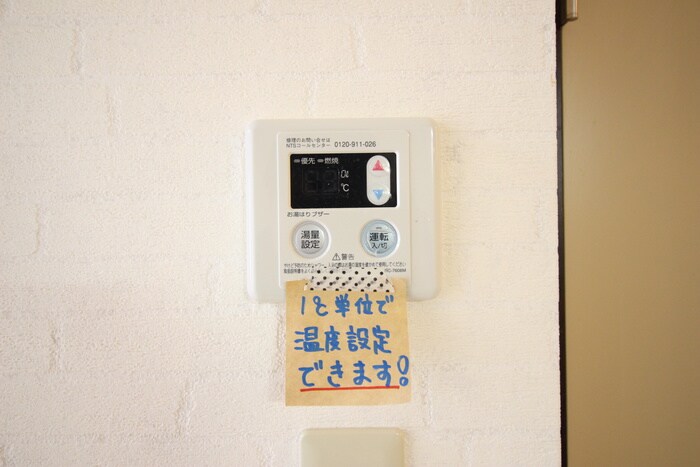 修理のお問い合せは
NTSコールセンター 0120-911-026
優先 燃焼
℃
お湯はりブザー
湯量
設定
運転
入/切
⚠警告
1℃単位で
温度設定
できます!